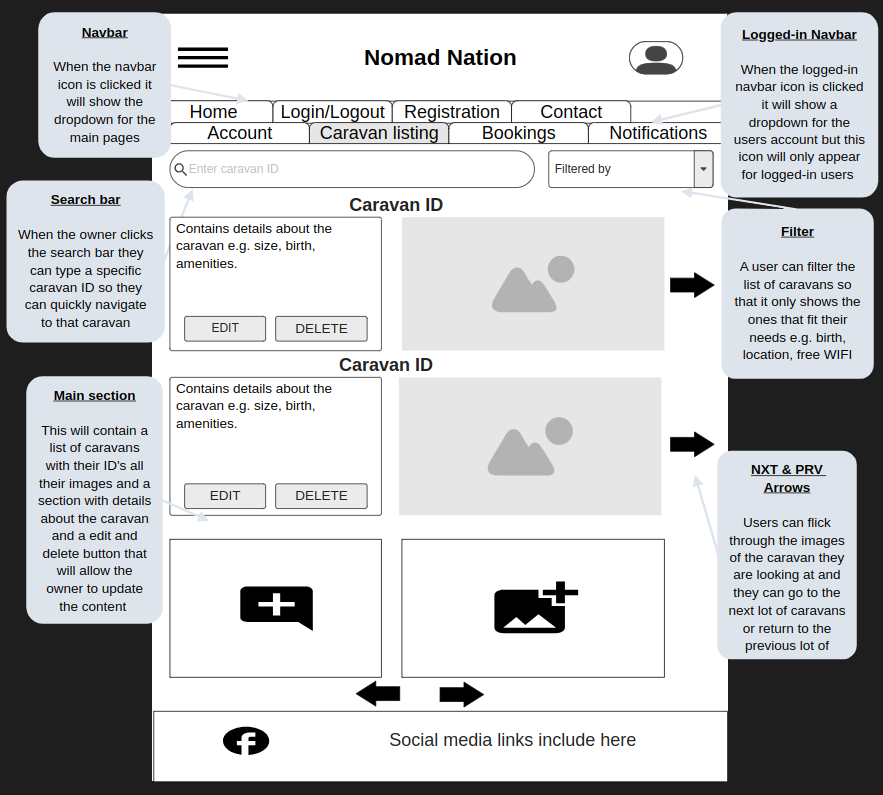 Navbar
When the navbar
icon is clicked it
will show the
dropdown for the
main pages
Nomad Nation
Logged-in Navbar
When the logged-in
navbar icon is clicked
it will show a
dropdown for the
users account but this
icon will only appear
for logged-in users
Home
Login/Logout
Registration
Contact
Account
Caravan listing
Bookings
Notifications
Enter caravan ID
Filtered by
Search bar
When the owner clicks
the search bar they
can type a specific
caravan ID so they
can quickly navigate
to that caravan
Caravan ID
Contains details about the
caravan e.g. size, birth,
amenities.
EDIT
DELETE
Filter
A user can filter the
list of caravans so
that it only shows the
ones that fit their
needs e.g. birth,
location, free WIFI
Caravan ID
Contains details about the
caravan e.g. size, birth,
amenities.
EDIT
DELETE
Main section
This will contain a
list of caravans
with their ID's all
their images and a
section with details
about the caravan
and a edit and
delete button that
will allow the
owner to update
the content
NXT & PRV
Arrows
Users can flick
through the images
of the caravan they
are looking at and
they can go to the
next lot of caravans
or return to the
previous lot of
Social media links include here